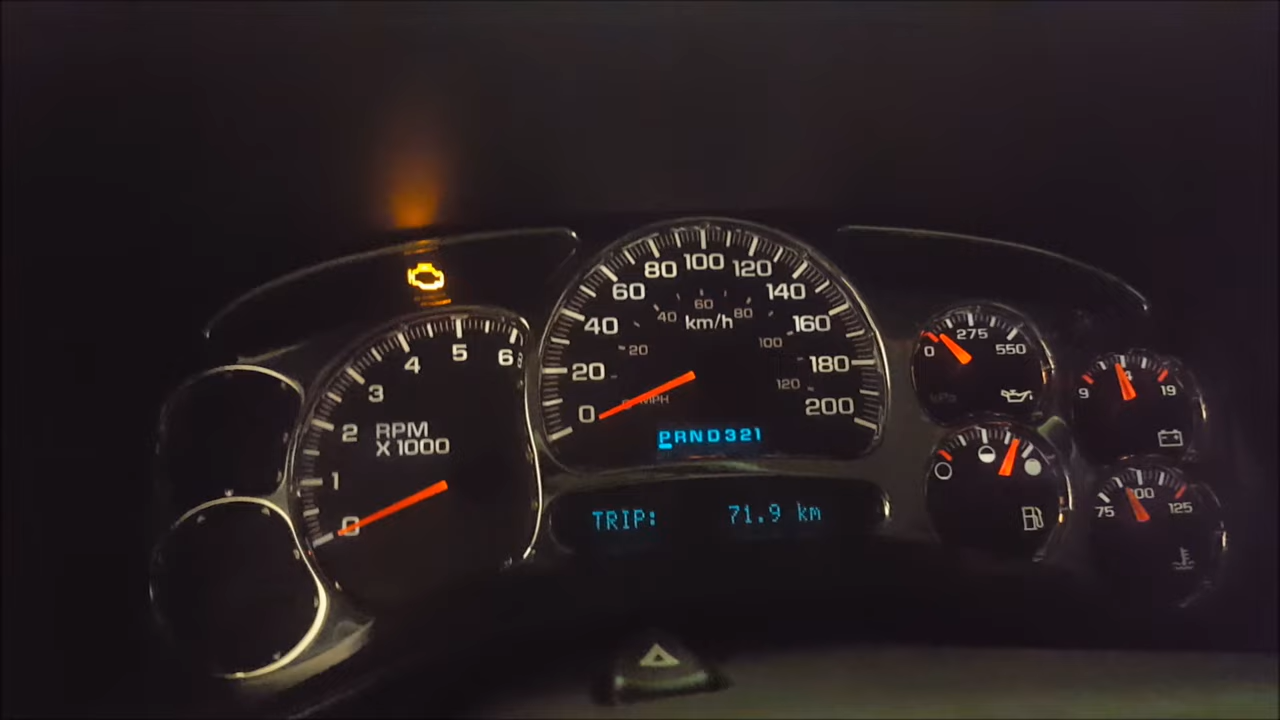 0 1 2 3 4 5 6
RPM
X 1000
0 20 40 60 80 100 120 140 160 180 200
20 40 60 80 100 120
km/h
MPH
PRND321
TRIP: 71.9 km
0 275 550
9 19
75 100 125